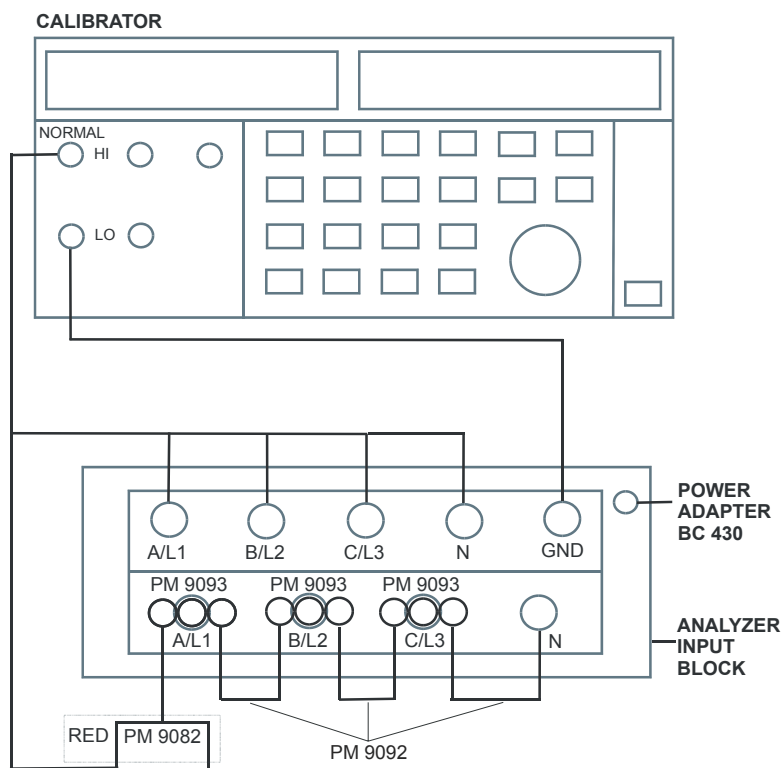 CALIBRATOR
NORMAL
HI
LO
A/L1
B/L2
C/L3
N
GND
POWER
ADAPTER
BC 430
PM 9093
PM 9093
PM 9093
A/L1
B/L2
C/L3
N
ANALYZER
INPUT
BLOCK
RED
PM 9082
PM 9092